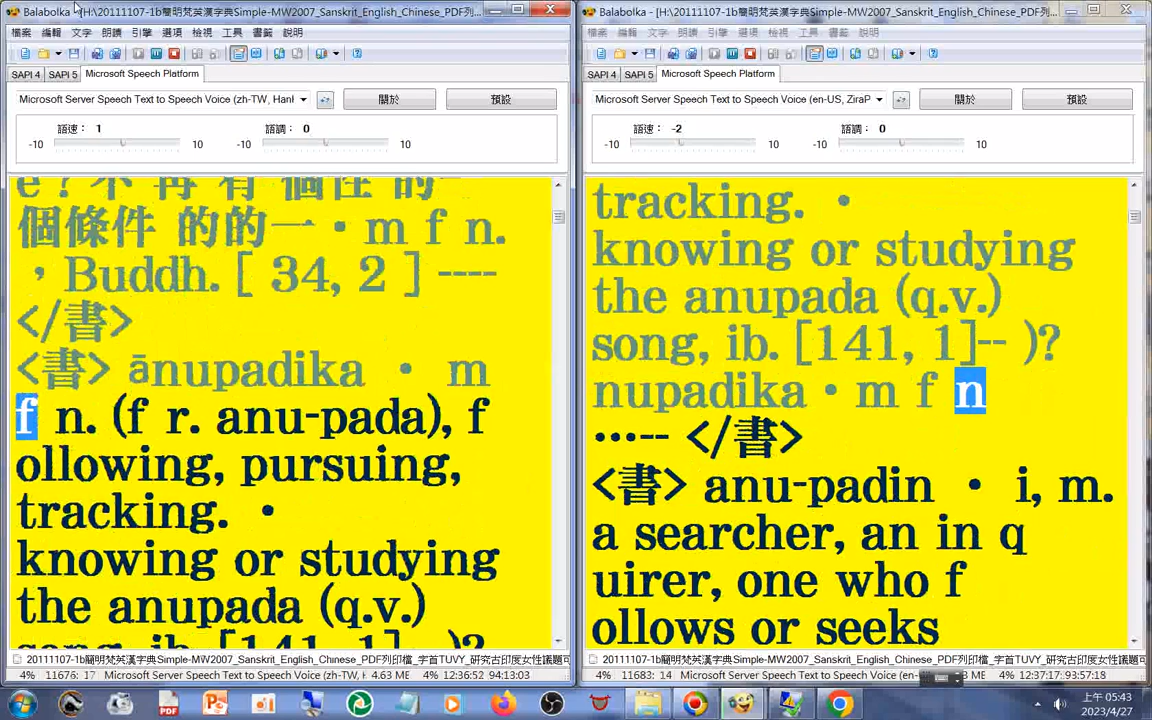 Balabolka - [H:\20111107-1b簡明梵英漢字典Simple-MW2007_Sanskrit_English_Chinese_PDF列...
檔案 編輯 文字 朗讀 引擎 選項 檢視 工具 書籤 說明
SAPI 4 SAPI 5 Microsoft Speech Platform
Microsoft Server Speech Text to Speech Voice (zh-TW, Hanl
關於 預設
語速： 1 語調： 0
-10 10 -10 10
e ? 不 再 有 個性 的一
個條件 的的一・m f n.
，Buddh. [ 34, 2 ] ----
</書>
<書> ānupadika ・ m
f n. (f r. anu-pada), f
ollowing, pursuing,
tracking. ・
knowing or studying
the anupada (q.v.)
song, ib. [141, 1]-- )?
20111107-1b簡明梵英漢字典Simple-MW2007_Sanskrit_English_Chinese_PDF列印檔_字首TUVY_研究古印度女性議題可
4% 11676: 17 Microsoft Server Speech Text to Speech Voice (zh-TW, H 4.63 MB 4% 12:36:52 94:13:03
Balabolka - [H:\20111107-1b簡明梵英漢字典Simple-MW2007_Sanskrit_English_Chinese_PDF列印...
檔案 編輯 文字 朗讀 引擎 選項 檢視 工具 書籤 說明
SAPI 4 SAPI 5 Microsoft Speech Platform
Microsoft Server Speech Text to Speech Voice (en-US, ZiraP
關於 預設
語速： -2 語調： 0
-10 10 -10 10
tracking. ・
knowing or studying
the anupada (q.v.)
song, ib. [141, 1]-- )?
nupadika・m f n
…-- </書>
<書> anu-padin ・ i, m.
a searcher, an in q
uirer, one who f
ollows or seeks
20111107-1b簡明梵英漢字典Simple-MW2007_Sanskrit_English_Chinese_PDF列印檔_字首TUVY_研究古印度女性議題可
4% 11683: 14 Microsoft Server Speech Text to Speech Voice (en-US, MB 4% 12:37:17 93:57:18
PDF
上午 05:43
2023/4/27